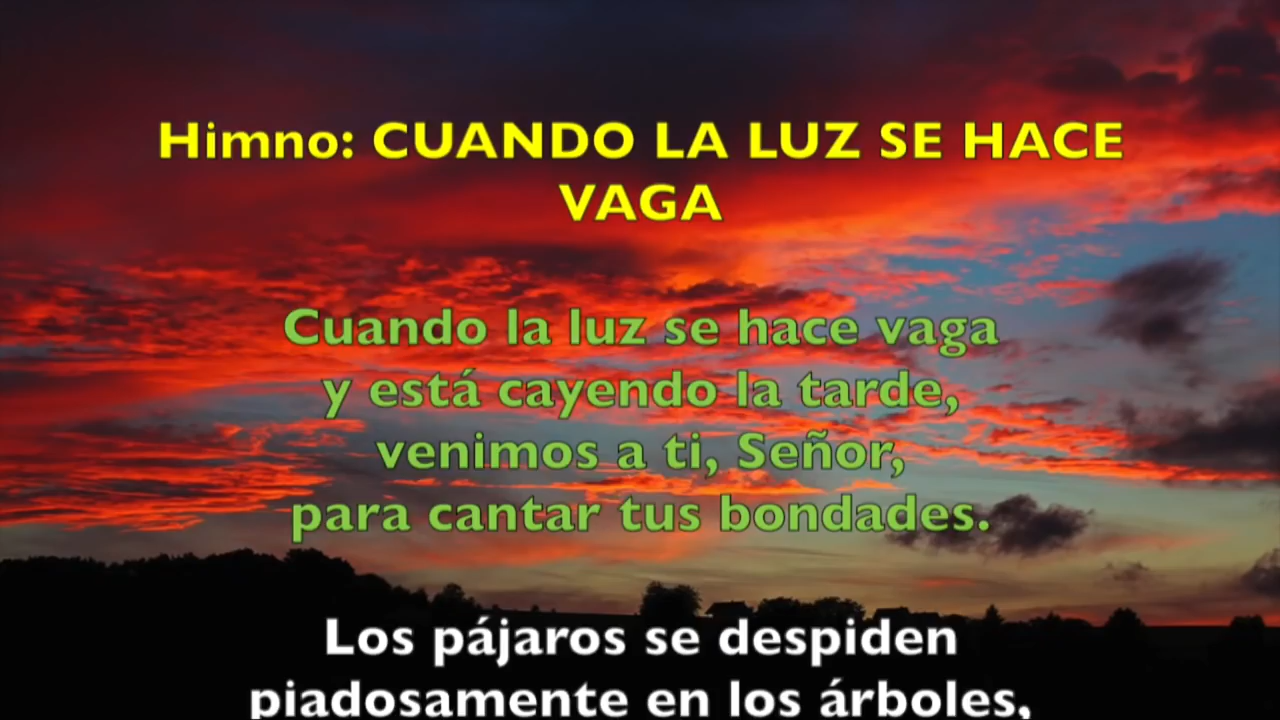 Himno: CUANDO LA LUZ SE HACE
VAGA
Cuando la luz se hace vaga
y está cayendo la tarde,
venimos a ti, Señor,
para cantar tus bondades.
Los pájaros se despiden
piadosamente en los árboles,